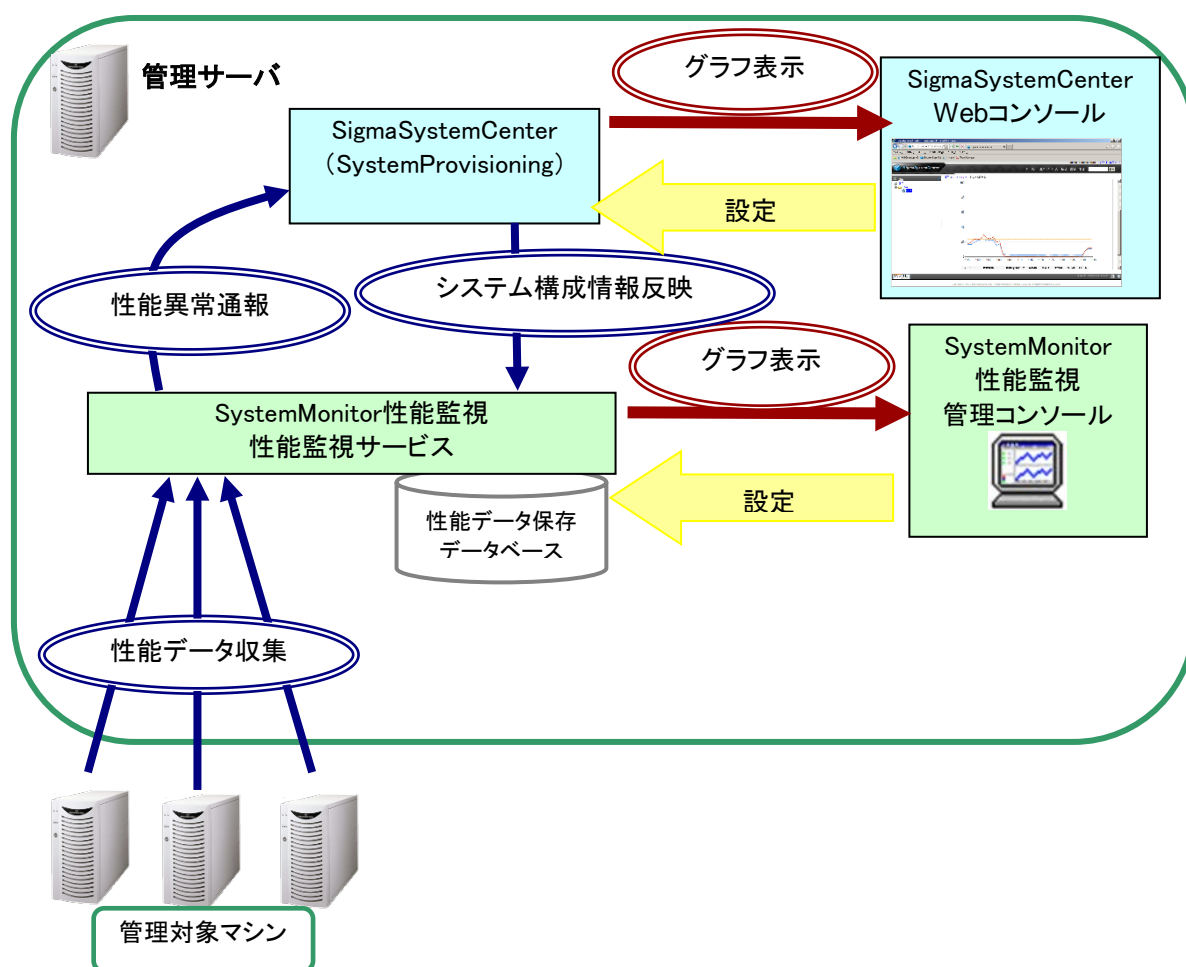 管理サーバ
グラフ表示
SigmaSystemCenter
Webコンソール
SigmaSystemCenter
(SystemProvisioning)
設定
性能異常通報
システム構成情報反映
グラフ表示
SystemMonitor
性能監視
管理コンソール
SystemMonitor性能監視
性能監視サービス
設定
性能データ保存
データベース
性能データ収集
管理対象マシン